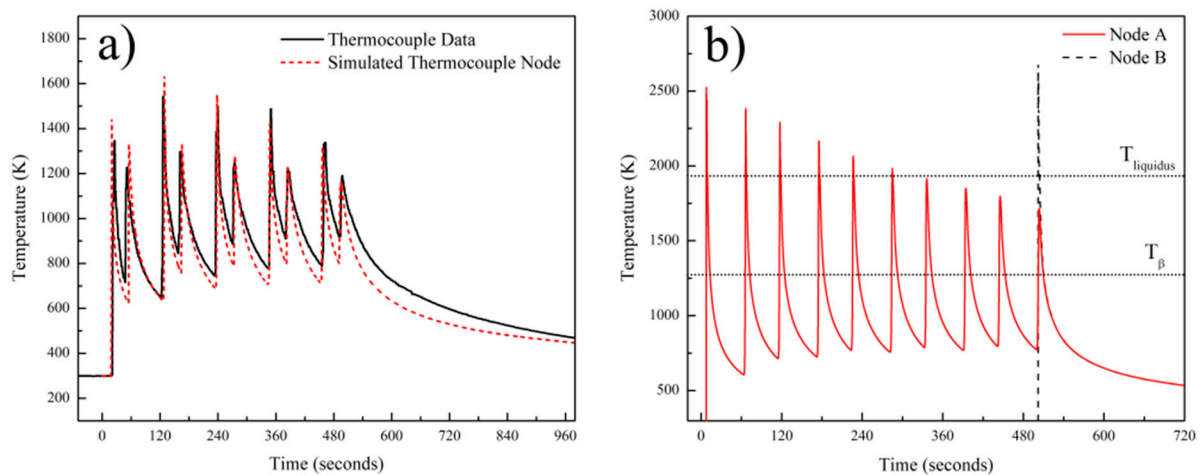 a)
Thermocouple Data
Simulated Thermocouple Node
1800
1600
1400
1200
1000
800
600
400
200
Temperature (K)
0 120 240 360 480 600 720 840 960
Time (seconds)
b)
Node A
Node B
3000
2500
2000
1500
1000
500
Temperature (K)
T liquidus
T β
0 120 240 360 480 600 720
Time (seconds)